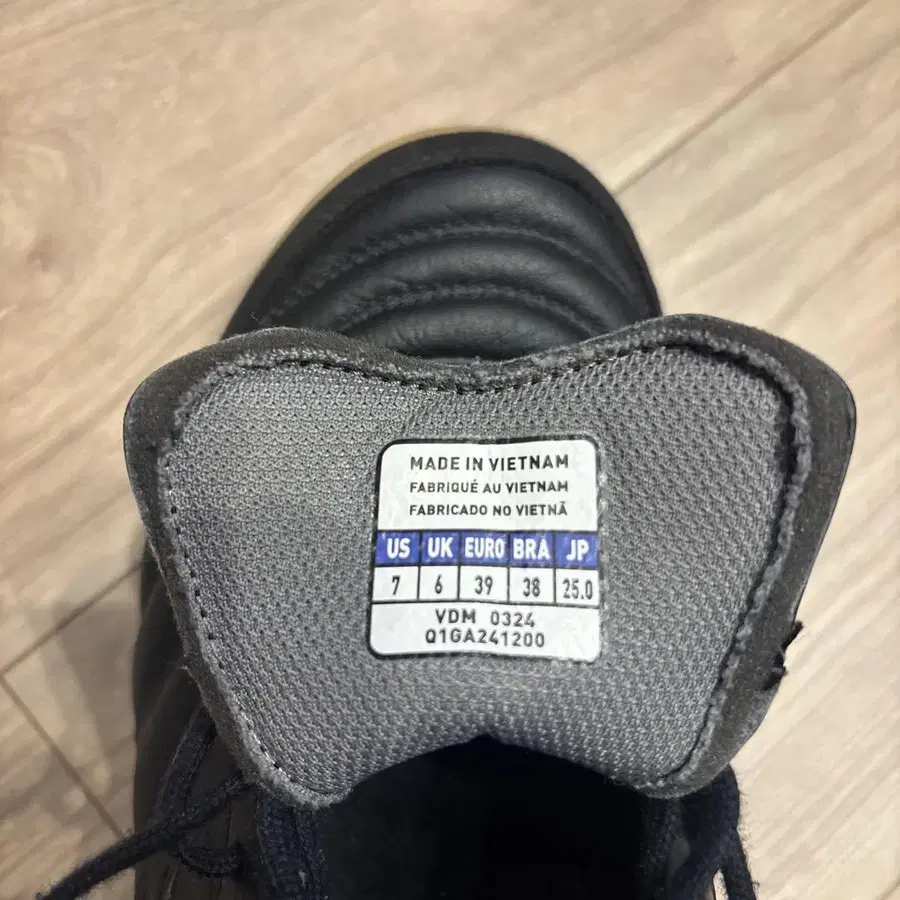 MADE IN VIETNAM
FABRIQUÉ AU VIETNAM
FABRICADO NO VIETNÃ
US UK EURO BRA JP
7 6 39 38 25.0
VDM 0324
Q1GA241200